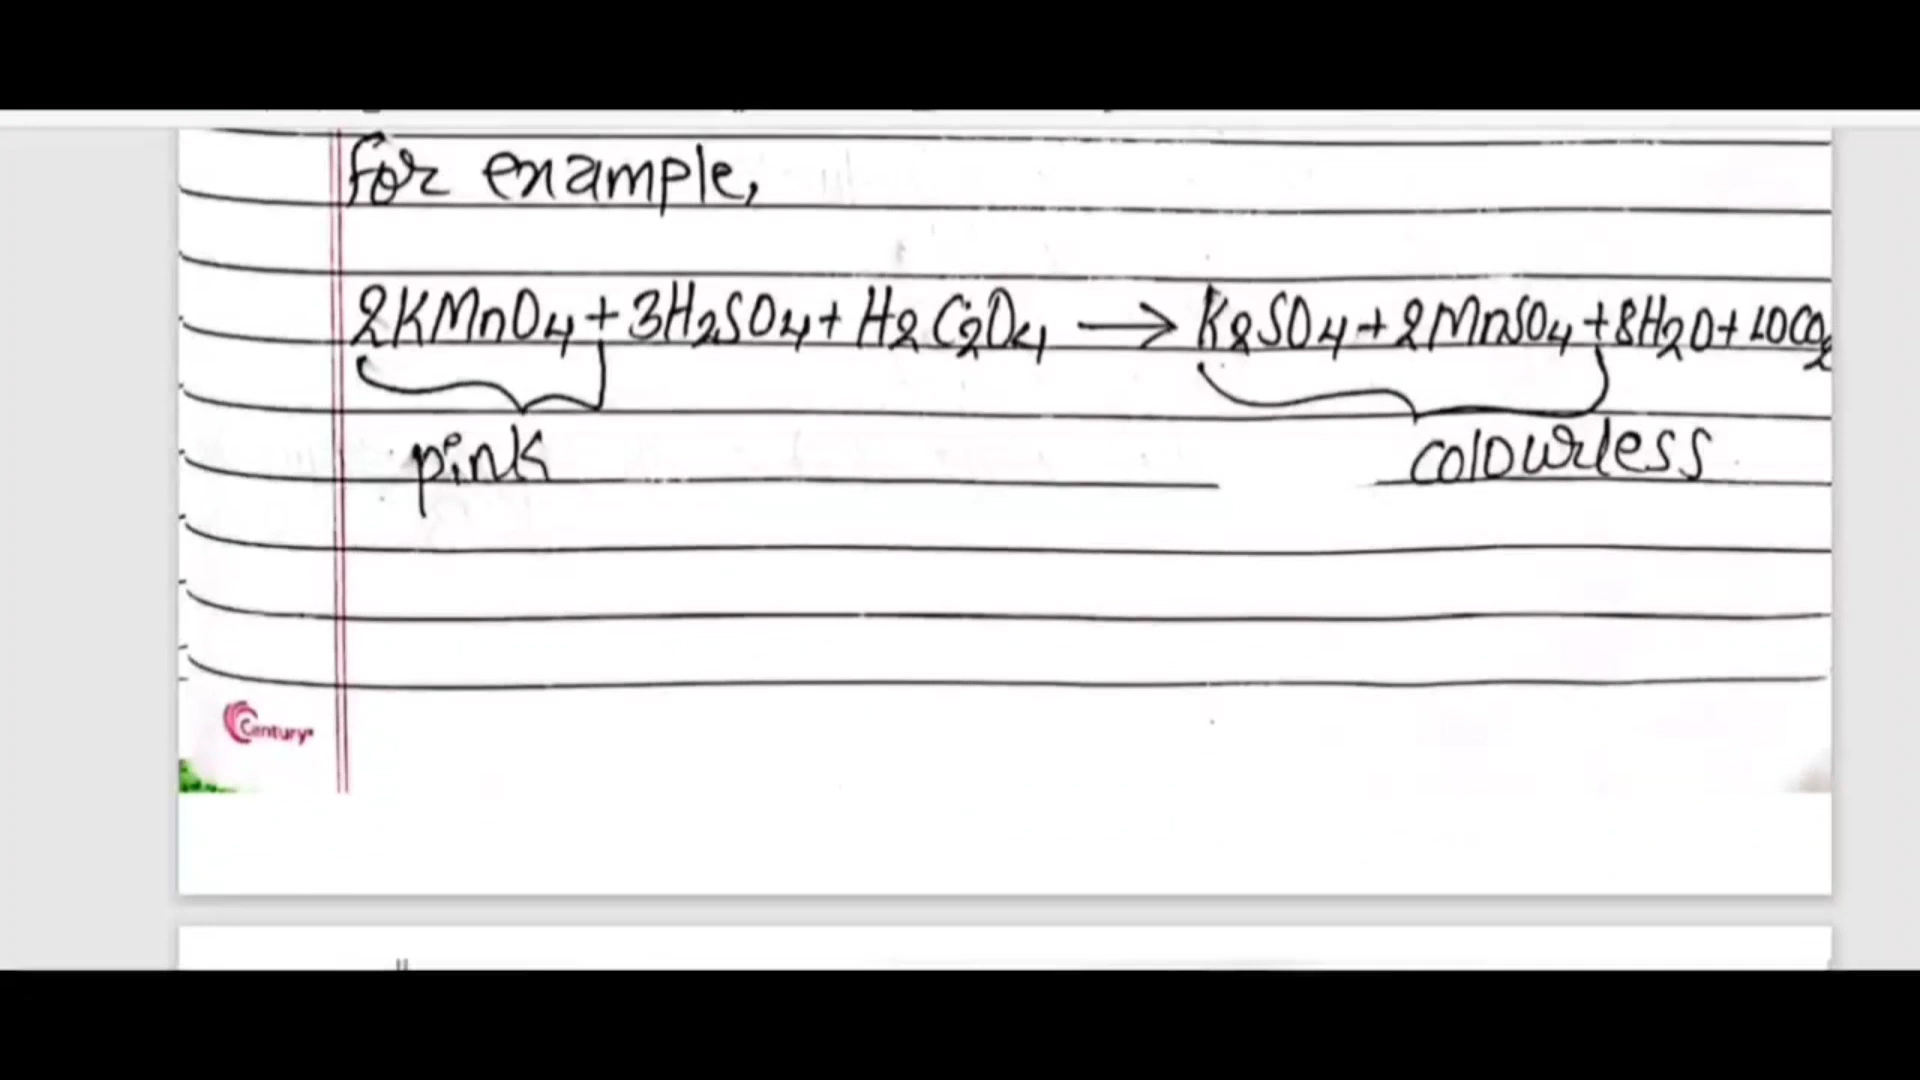 for example,
2KMnO4 + 3H2SO4 + H2C2O4 → K2SO4 + 2MnSO4 + 8H2O + 10CO2
pink
colourless
Century